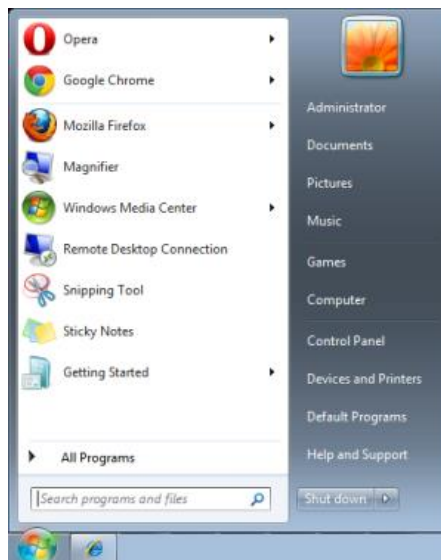 Opera
Google Chrome
Mozilla Firefox
Magnifier
Windows Media Center
Remote Desktop Connection
Snipping Tool
Sticky Notes
Getting Started
All Programs
Search programs and files
Administrator
Documents
Pictures
Music
Games
Computer
Control Panel
Devices and Printers
Default Programs
Help and Support
Shut down